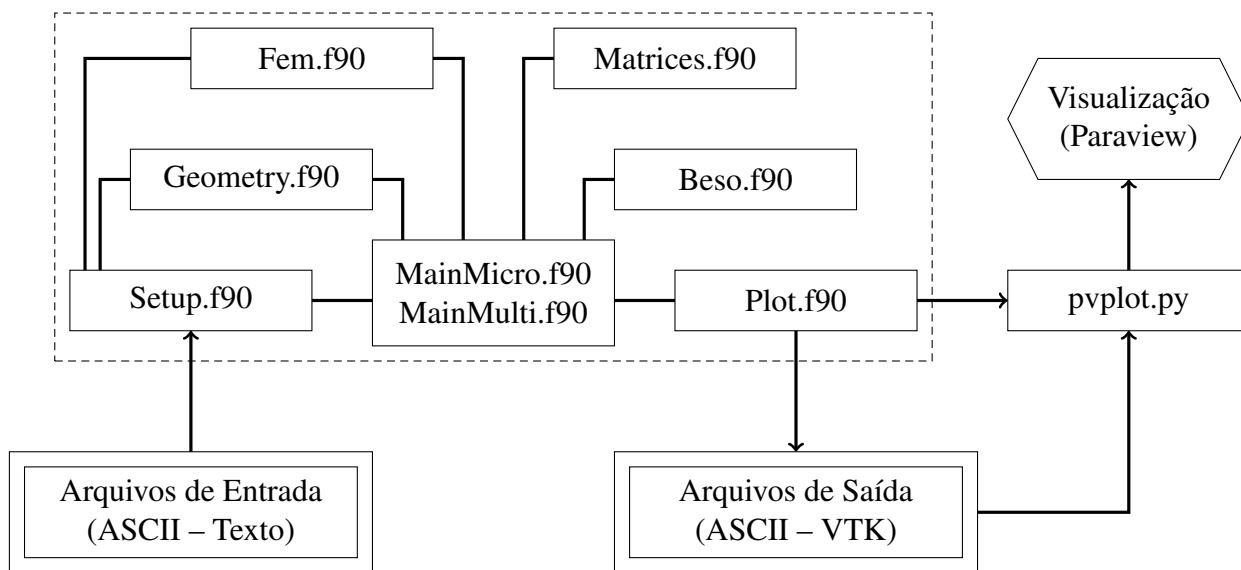 Fem.f90
Matrices.f90
Visualização
(Paraview)
Geometry.f90
Beso.f90
Setup.f90
MainMicro.f90
MainMulti.f90
Plot.f90
pvplot.py
Arquivos de Entrada
(ASCII – Texto)
Arquivos de Saída
(ASCII – VTK)